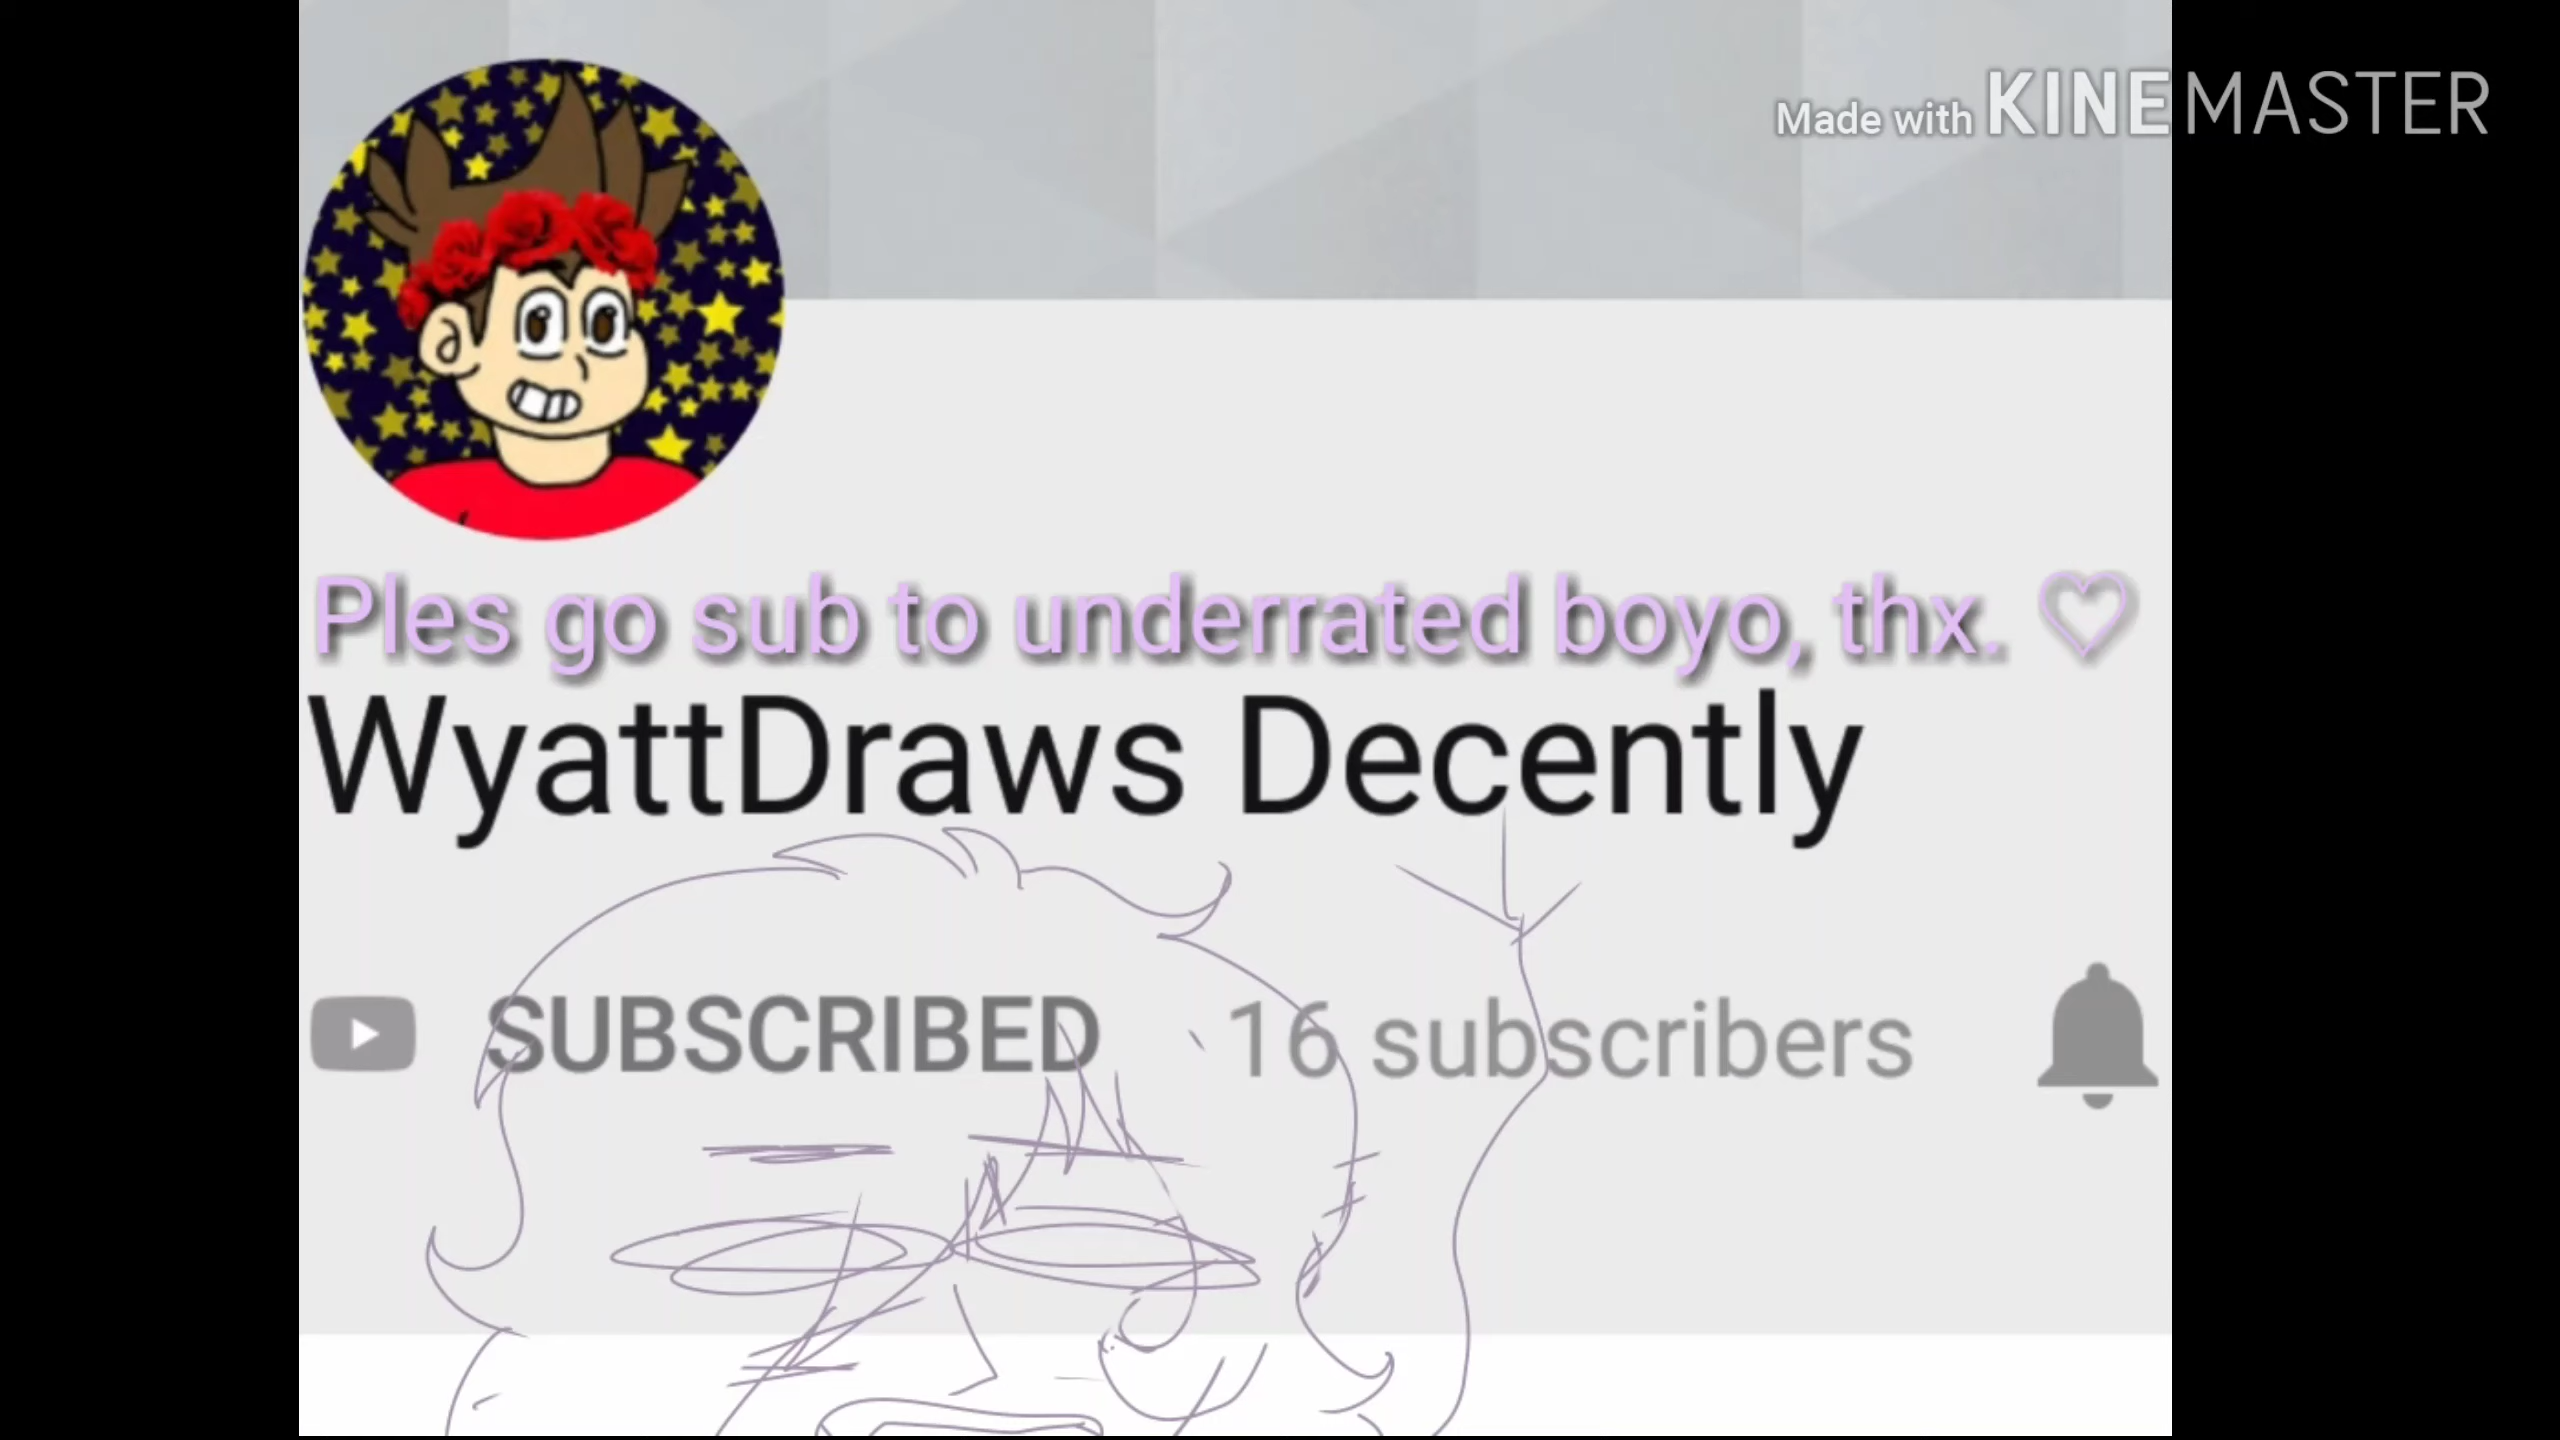 Made with KINEMASTER
Ples go sub to underrated boyo, thx. ♡
WyattDraws Decently
SUBSCRIBED 16 subscribers